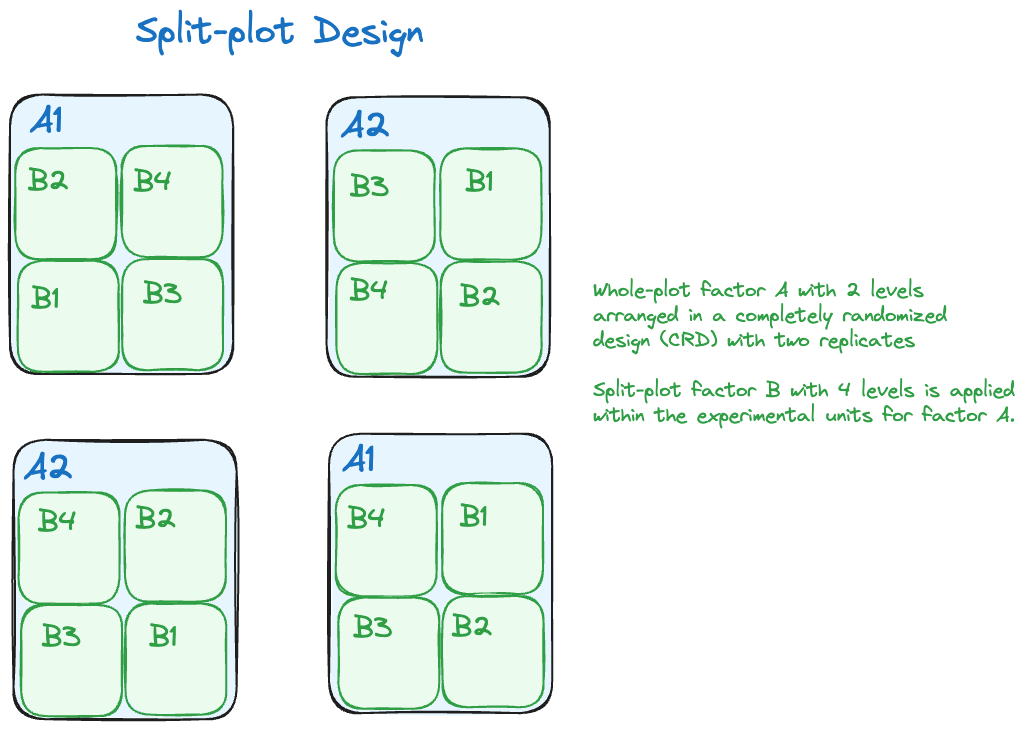 Split-plot Design
A1
B2 B4
B1 B3
A2
B3 B1
B4 B2
Whole-plot factor A with 2 levels
arranged in a completely randomized
design (CRD) with two replicates
Split-plot factor B with 4 levels is applied
within the experimental units for factor A.
A2
B4 B2
B3 B1
A1
B4 B1
B3 B2